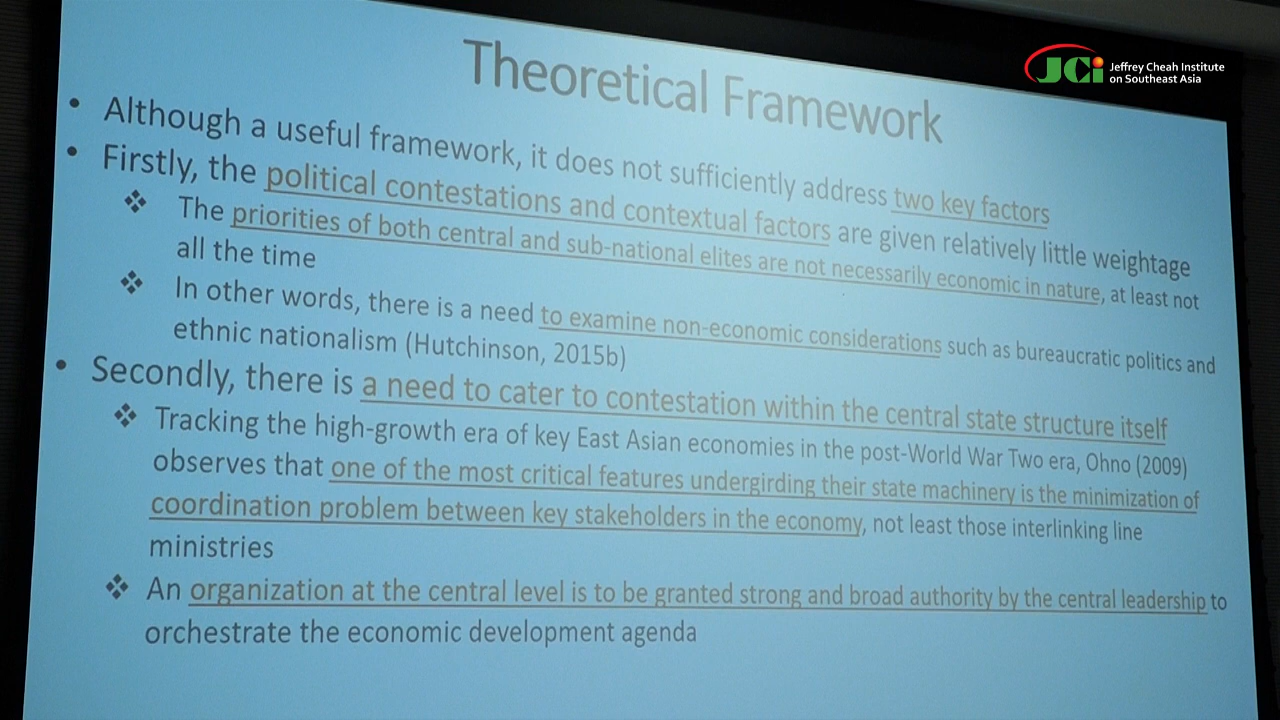 Theoretical Framework
JCi Jeffrey Cheah Institute
on Southeast Asia
• Although a useful framework, it does not sufficiently address two key factors
• Firstly, the political contestations and contextual factors are given relatively little weightage
❖ The priorities of both central and sub-national elites are not necessarily economic in nature, at least not
all the time
❖ In other words, there is a need to examine non-economic considerations such as bureaucratic politics and
ethnic nationalism (Hutchinson, 2015b)
• Secondly, there is a need to cater to contestation within the central state structure itself
❖ Tracking the high-growth era of key East Asian economies in the post-World War Two era, Ohno (2009)
observes that one of the most critical features undergirding their state machinery is the minimization of
coordination problem between key stakeholders in the economy, not least those interlinking line
ministries
❖ An organization at the central level is to be granted strong and broad authority by the central leadership to
orchestrate the economic development agenda